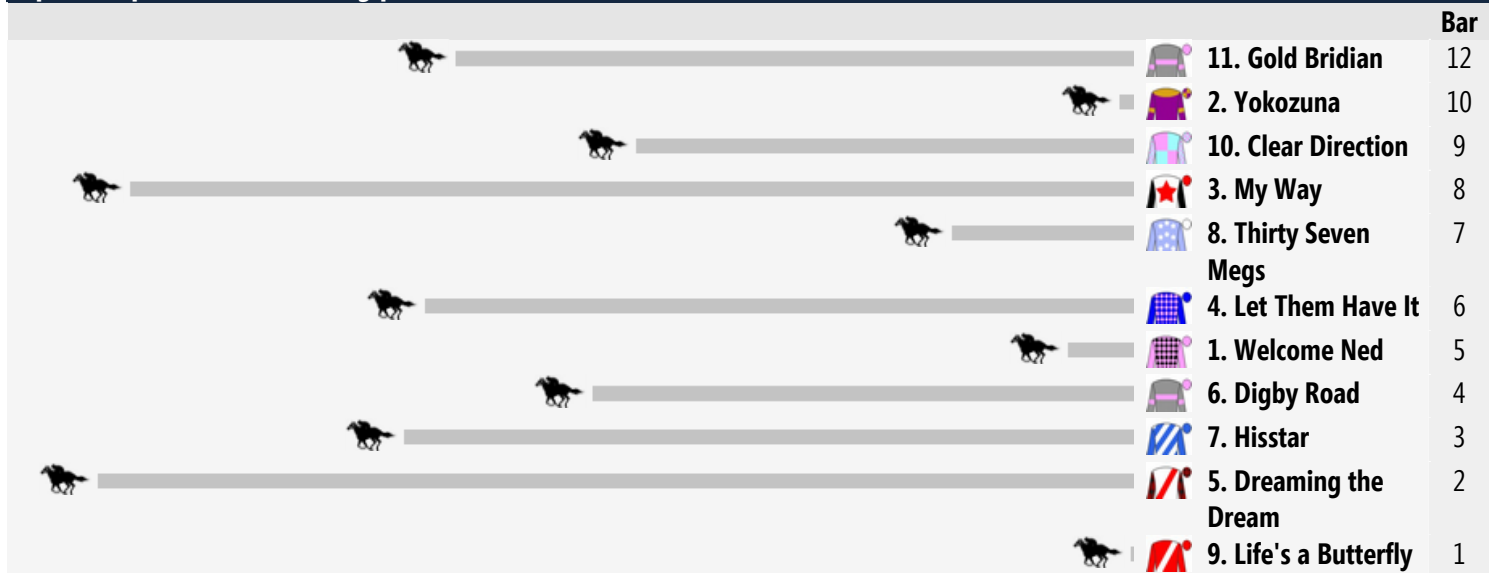 Bar
11. Gold Bridian 12
2. Yokozuna 10
10. Clear Direction 9
3. My Way 8
8. Thirty Seven 7
Megs
4. Let Them Have It 6
1. Welcome Ned 5
6. Digby Road 4
7. Hisstar 3
5. Dreaming the 2
Dream
9. Life's a Butterfly 1